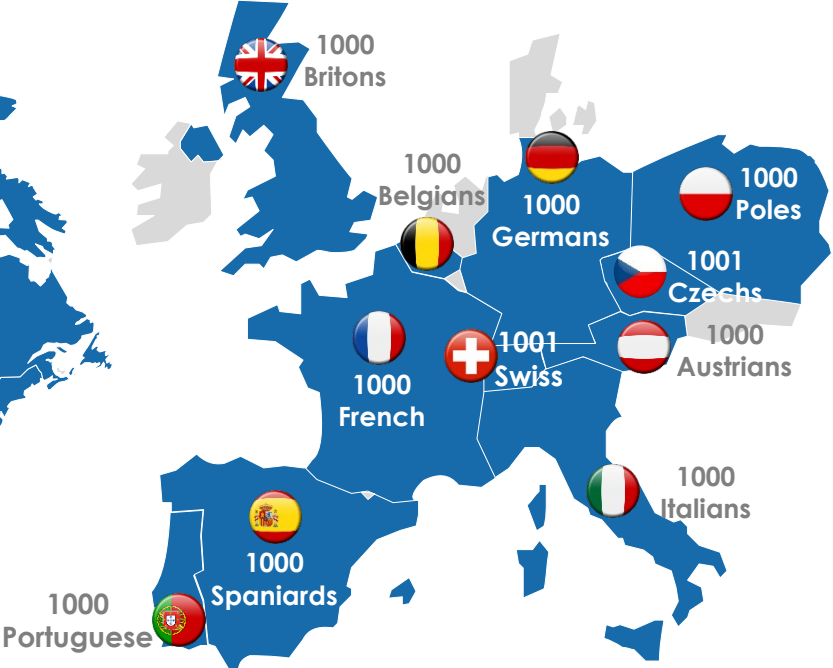 1000
Britons
1000
Belgians
1000
Germans
1000
Poles
1001
Czechs
1000
French
1001
Swiss
1000
Austrians
1000
Italians
1000
Spaniards
1000
Portuguese